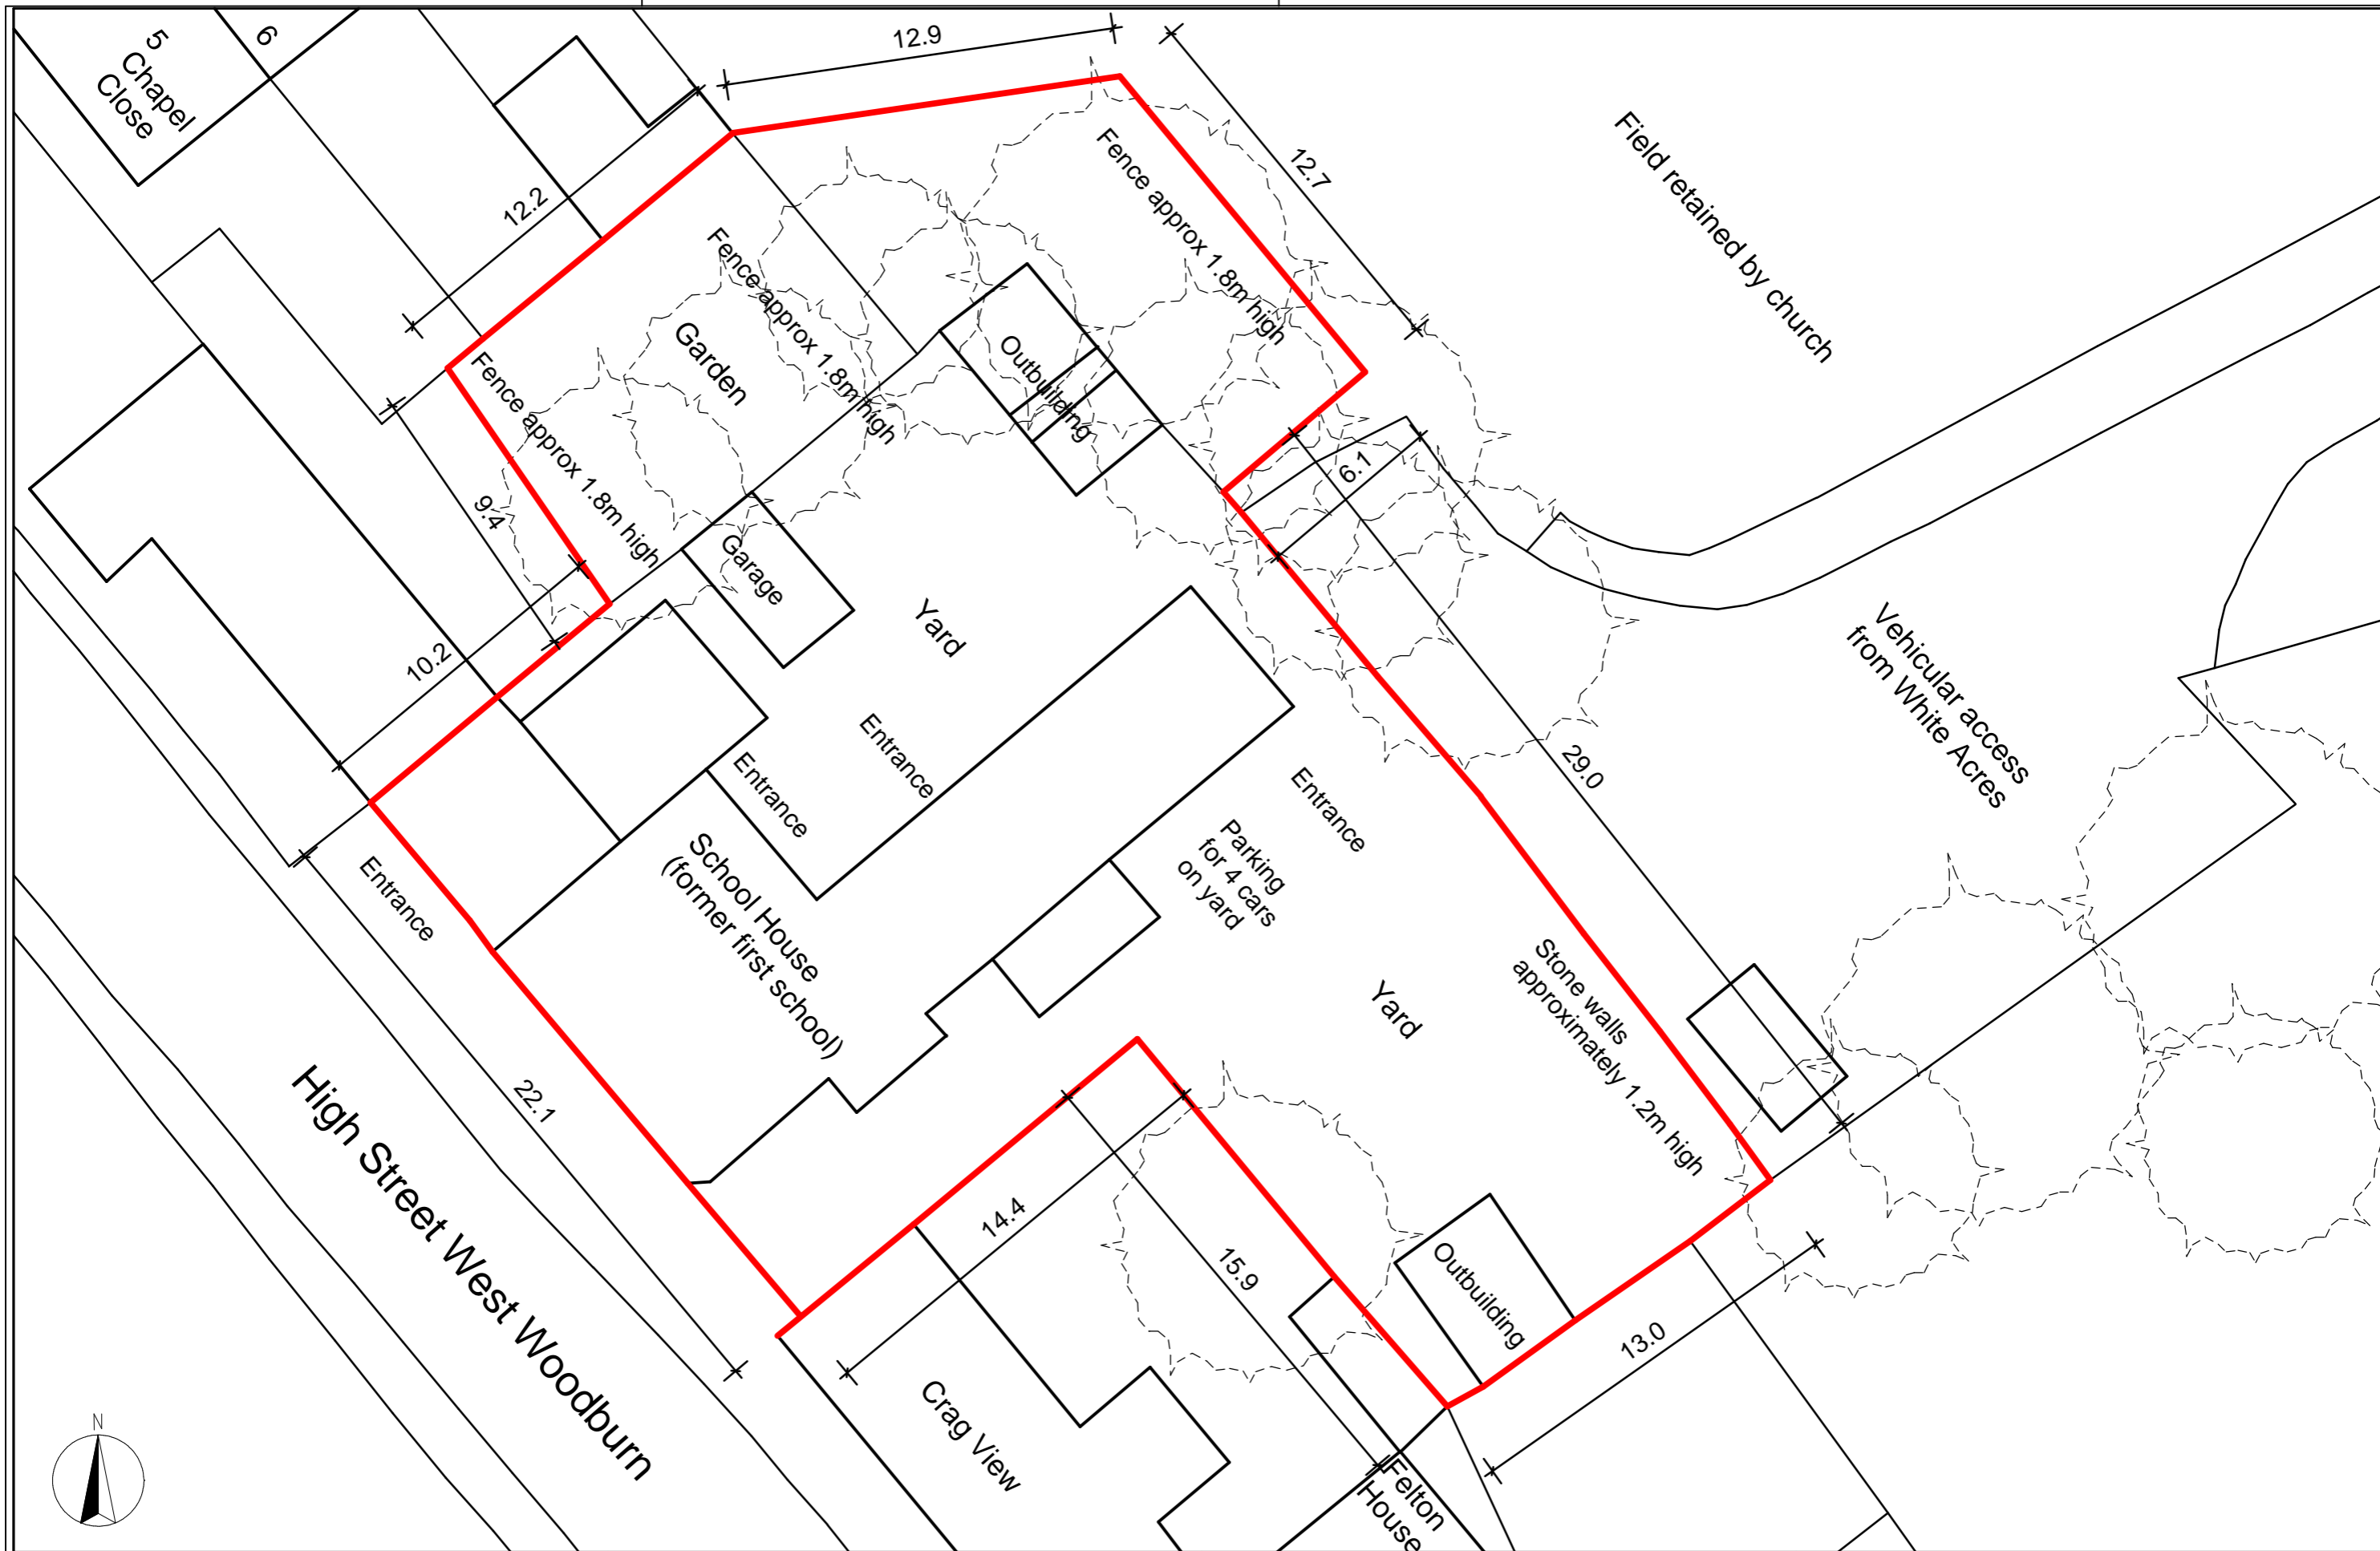 5
Chapel
Close
6
12.9
12.7
12.2
Field retained by church
Fence approx 1.8m high
Fence approx 1.8m high
Fence approx 1.8m high
Garden
Outbuilding
6.1
9.4
Garage
Yard
10.2
Entrance
Entrance
Entrance
Entrance
29.0
Vehicular access
from White Acres
School House
(former first school)
Parking
for 4 cars
on yard
Yard
Stone walls
approximately 1.2m high
High Street West Woodburn
22.1
14.4
15.9
Outbuilding
13.0
Crag View
Felton
House
N